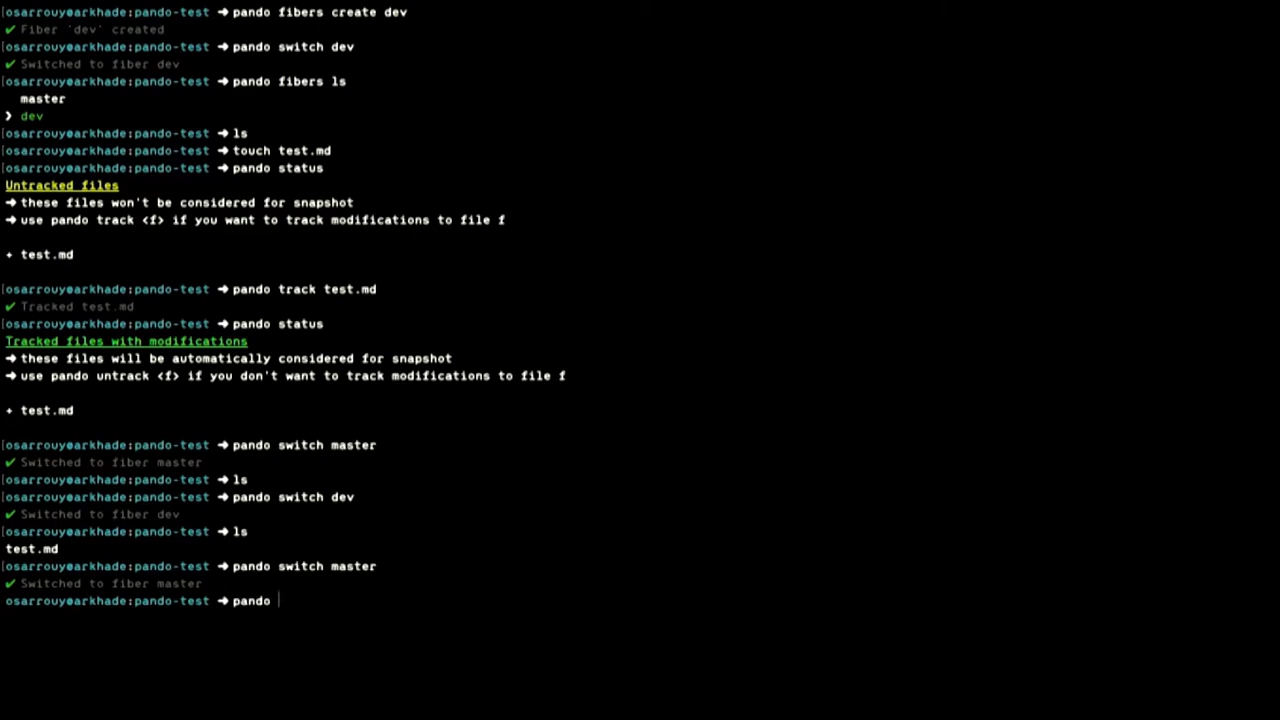 [osarrouy@arkhade:pando-test ➜ pando fibers create dev
✔ Fiber 'dev' created
[osarrouy@arkhade:pando-test ➜ pando switch dev
✔ Switched to fiber dev
[osarrouy@arkhade:pando-test ➜ pando fibers ls
master
❯ dev
[osarrouy@arkhade:pando-test ➜ ls
[osarrouy@arkhade:pando-test ➜ touch test.md
[osarrouy@arkhade:pando-test ➜ pando status
Untracked files
➜ these files won't be considered for snapshot
➜ use pando track <f> if you want to track modifications to file f
+ test.md
[osarrouy@arkhade:pando-test ➜ pando track test.md
✔ Tracked test.md
[osarrouy@arkhade:pando-test ➜ pando status
Tracked files with modifications
➜ these files will be automatically considered for snapshot
➜ use pando untrack <f> if you don't want to track modifications to file f
+ test.md
[osarrouy@arkhade:pando-test ➜ pando switch master
✔ Switched to fiber master
[osarrouy@arkhade:pando-test ➜ ls
[osarrouy@arkhade:pando-test ➜ pando switch dev
✔ Switched to fiber dev
[osarrouy@arkhade:pando-test ➜ ls
test.md
[osarrouy@arkhade:pando-test ➜ pando switch master
✔ Switched to fiber master
osarrouy@arkhade:pando-test ➜ pando